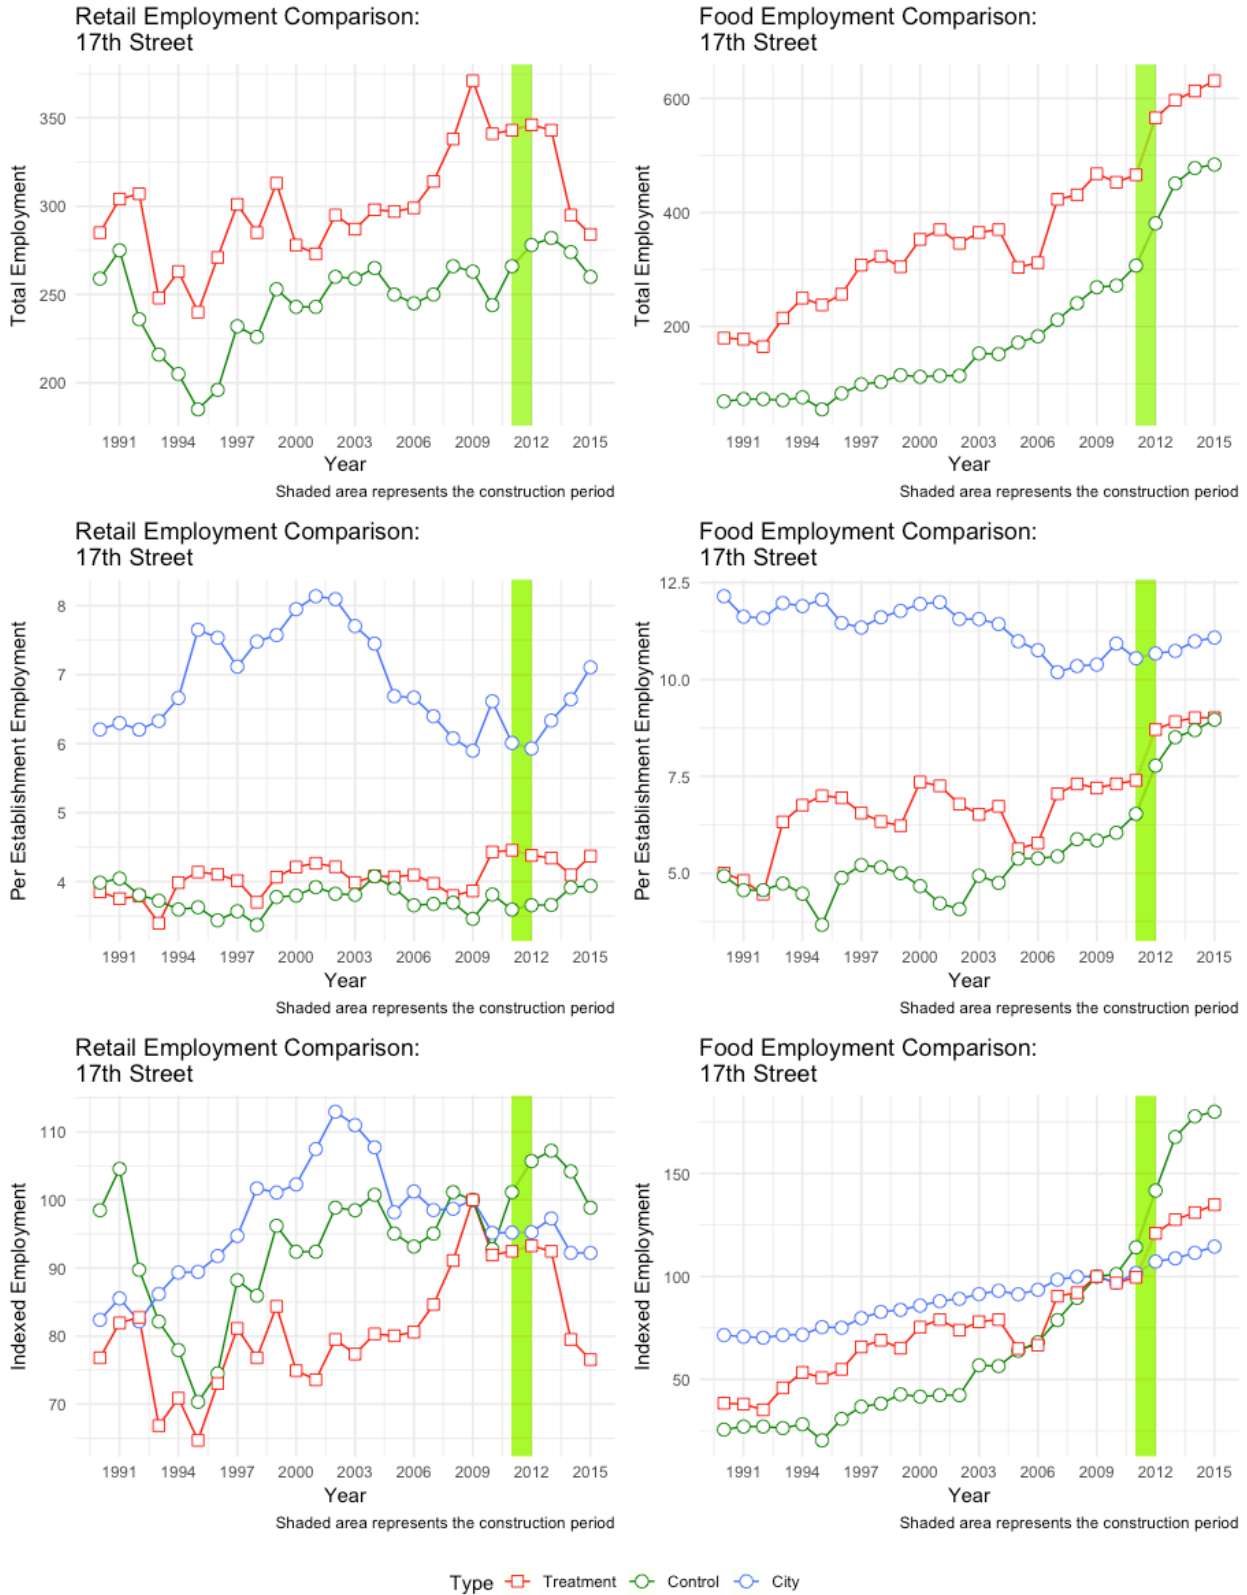 Retail Employment Comparison:
17th Street
Total Employment
350
300
250
200
1991 1994 1997 2000 2003 2006 2009 2012 2015
Year
Shaded area represents the construction period
Food Employment Comparison:
17th Street
Total Employment
600
400
200
1991 1994 1997 2000 2003 2006 2009 2012 2015
Year
Shaded area represents the construction period
Retail Employment Comparison:
17th Street
Per Establishment Employment
8
7
6
5
4
1991 1994 1997 2000 2003 2006 2009 2012 2015
Year
Shaded area represents the construction period
Food Employment Comparison:
17th Street
Per Establishment Employment
12.5
10.0
7.5
5.0
1991 1994 1997 2000 2003 2006 2009 2012 2015
Year
Shaded area represents the construction period
Retail Employment Comparison:
17th Street
Indexed Employment
110
100
90
80
70
1991 1994 1997 2000 2003 2006 2009 2012 2015
Year
Shaded area represents the construction period
Food Employment Comparison:
17th Street
Indexed Employment
150
100
50
1991 1994 1997 2000 2003 2006 2009 2012 2015
Year
Shaded area represents the construction period
Type Treatment Control City